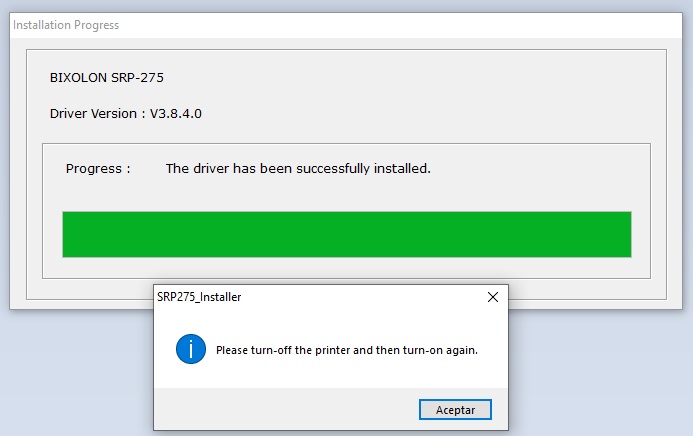 Installation Progress
BIXOLON SRP-275
Driver Version : V3.8.4.0
Progress : The driver has been successfully installed.
SRP275_Installer
Please turn-off the printer and then turn-on again.
Aceptar